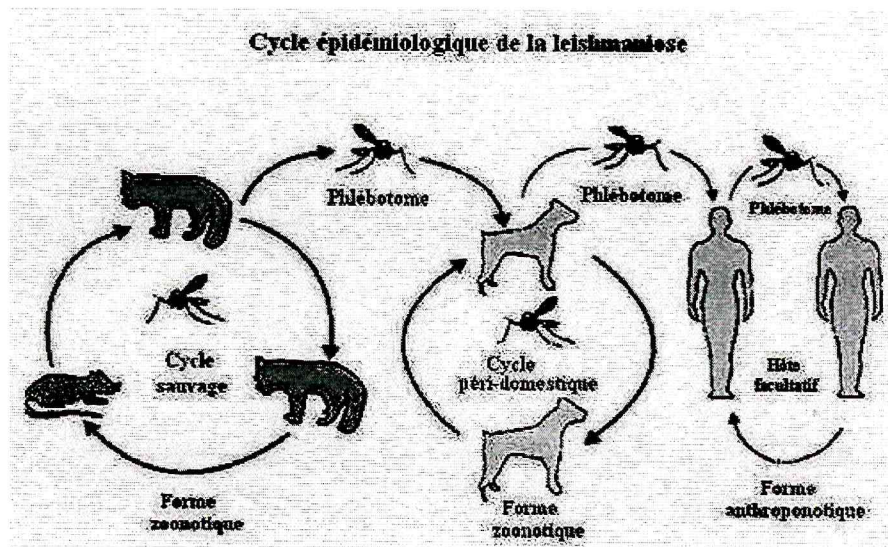 Cycle épidémiologique de la leishmaniose
Phlébotome
Phlébotome
Phlébotome
Cycle
sauvage
Cycle
péri-domestique
Hôte
facultatif
Forme
zoonotique
Forme
zoonotique
Forme
anthroponotique